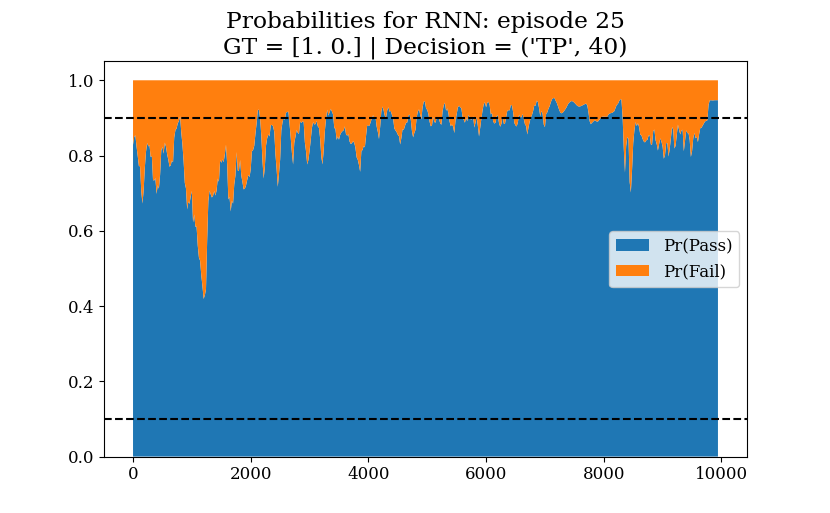 Probabilities for RNN: episode 25
GT = [1. 0.] | Decision = ('TP', 40)
1.0
0.8
0.6
0.4
0.2
0.0
Pr(Pass)
Pr(Fail)
0 2000 4000 6000 8000 10000